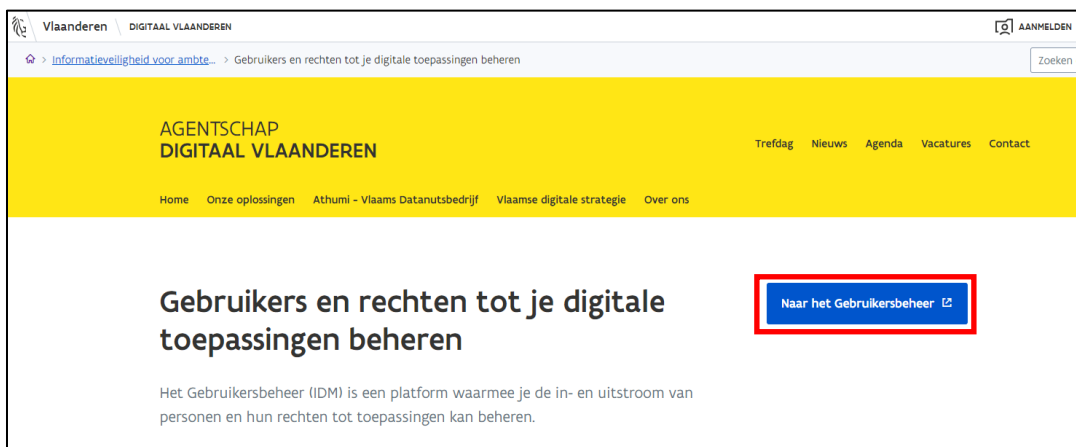 Vlaanderen DIGITAAL VLAANDEREN AANMELDEN
> Informatieveiligheid voor ambte... > Gebruikers en rechten tot je digitale toepassingen beheren Zoeken
AGENTSCHAP
DIGITAAL VLAANDEREN
Trefdag Nieuws Agenda Vacatures Contact
Home Onze oplossingen Athumi - Vlaams Datanutsbedrijf Vlaamse digitale strategie Over ons
Gebruikers en rechten tot je digitale
toepassingen beheren
Naar het Gebruikersbeheer
Het Gebruikersbeheer (IDM) is een platform waarmee je de in- en uitstroom van
personen en hun rechten tot toepassingen kan beheren.